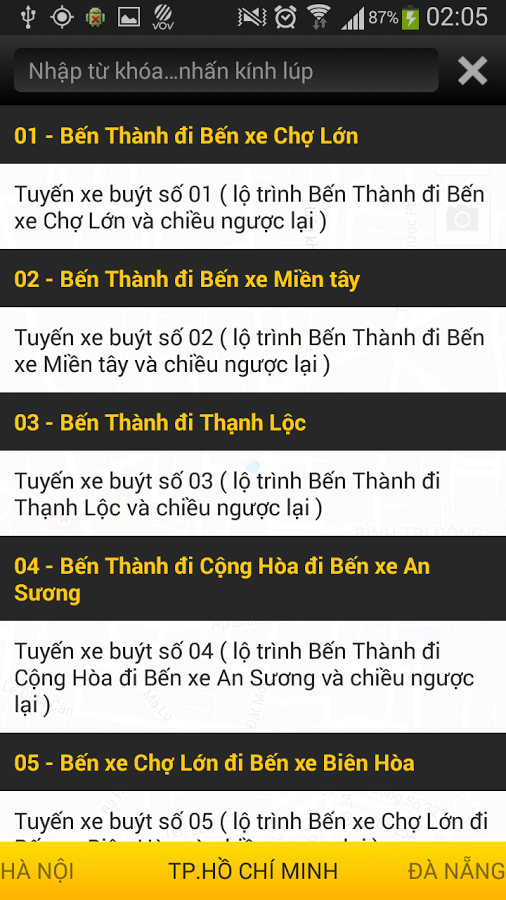 VOV
87%
02:05
Nhập từ khóa...nhấn kính lúp
01 - Bến Thành đi Bến xe Chợ Lớn
Tuyến xe buýt số 01 ( lộ trình Bến Thành đi Bến
xe Chợ Lớn và chiều ngược lại )
02 - Bến Thành đi Bến xe Miền tây
Tuyến xe buýt số 02 ( lộ trình Bến Thành đi Bến
xe Miền tây và chiều ngược lại )
03 - Bến Thành đi Thạnh Lộc
Tuyến xe buýt số 03 ( lộ trình Bến Thành đi
Thạnh Lộc và chiều ngược lại )
04 - Bến Thành đi Cộng Hòa đi Bến xe An
Sương
Tuyến xe buýt số 04 ( lộ trình Bến Thành đi
Cộng Hòa đi Bến xe An Sương và chiều ngược
lại )
05 - Bến xe Chợ Lớn đi Bến xe Biên Hòa
Tuyến xe buýt số 05 ( lộ trình Bến xe Chợ Lớn đi
HÀ NỘI
TP.HỒ CHÍ MINH
ĐÀ NẴNG